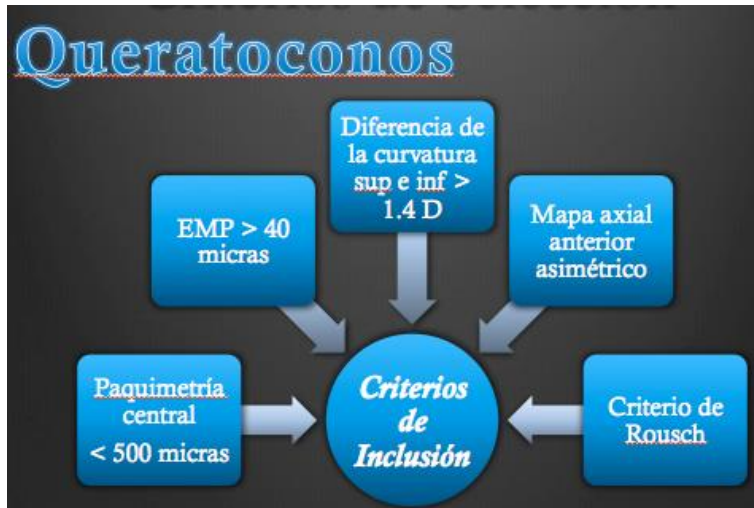 Queratoconos
Diferencia de
la curvatura
sup e inf >
1.4 D
EMP > 40
micras
Mapa axial
anterior
asimétrico
Paquimetría
central
< 500 micras
Criterios
de
Inclusión
Criterio de
Rousch